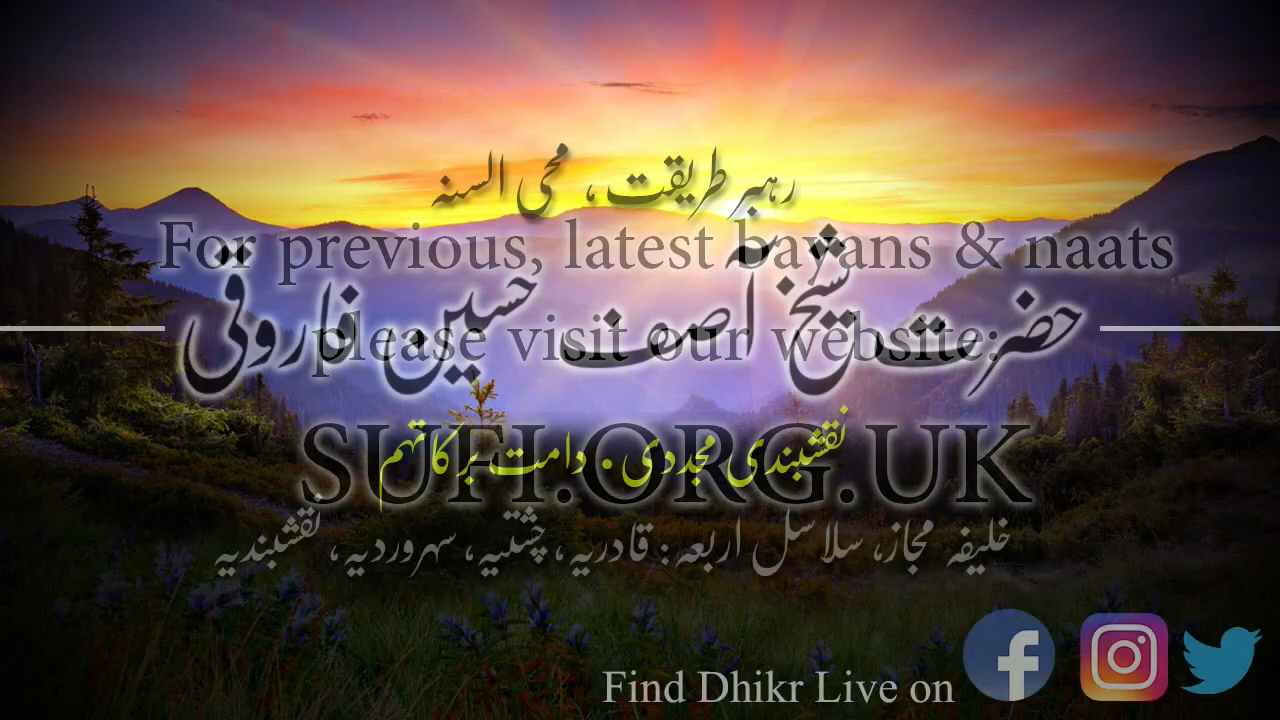 رہبر طریقت، محی السنہ
For previous, latest bayans & naats
حضرت شیخ آصف حسین فاروقی
please visit our website:
نقشبندی مجددی۔ دامت برکاتہم
SUFI.ORG.UK
خلیفہ مجاز، سلاسل اربعہ: قادریہ، چشتیہ، سہروردیہ، نقشبندیہ
Find Dhikr Live on